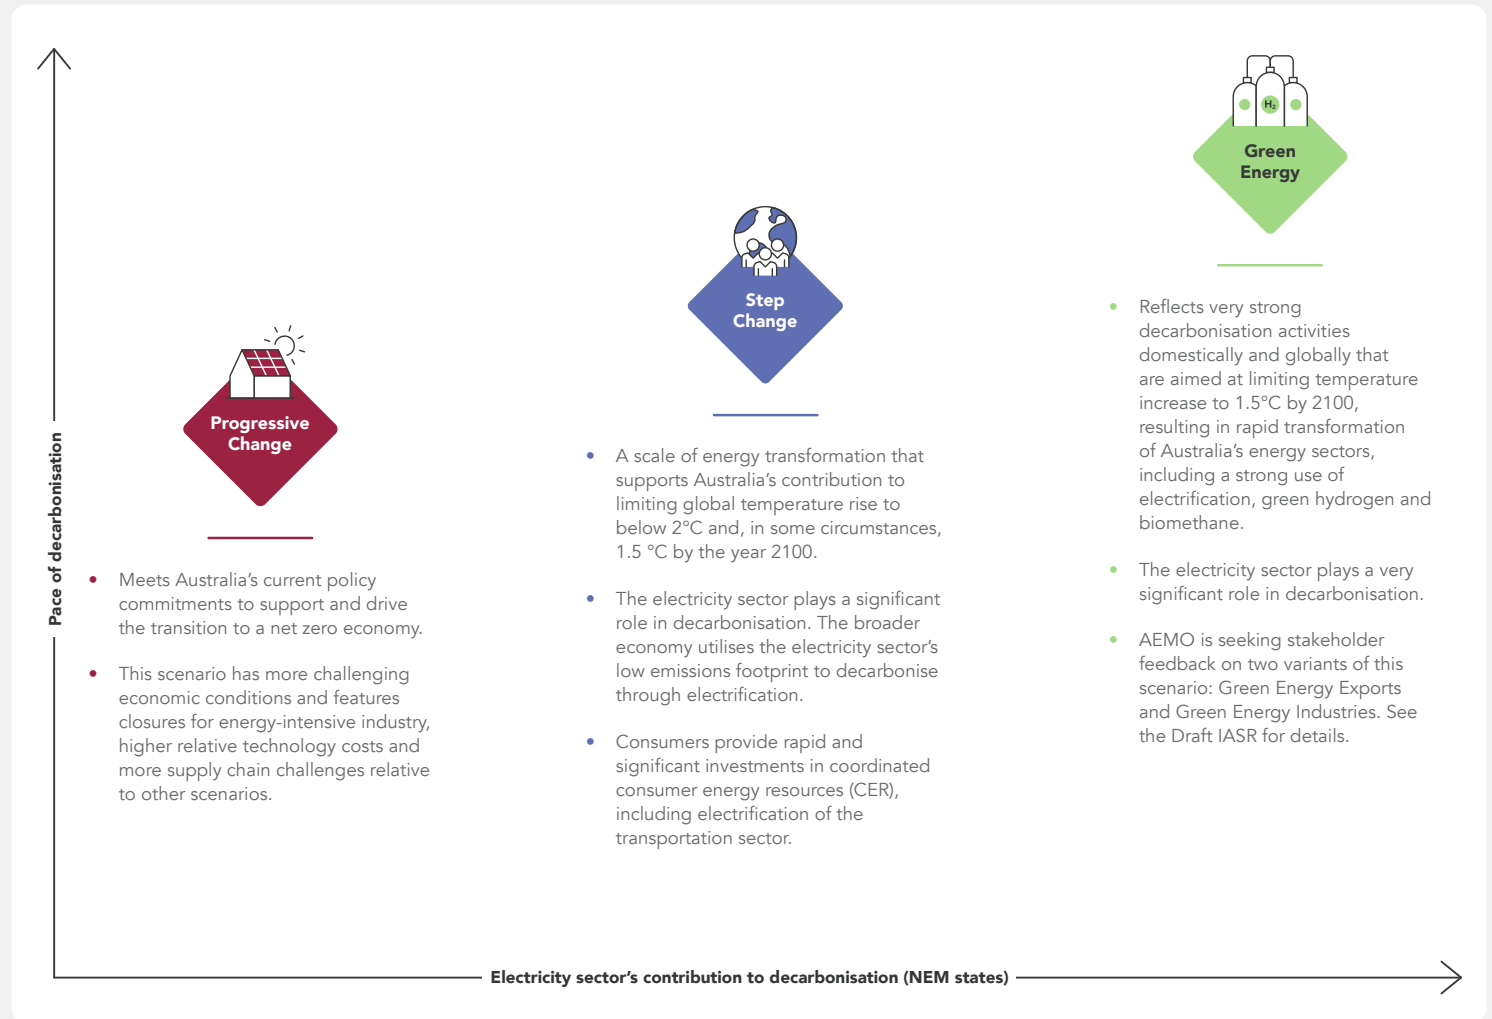 Pace of decarbonisation
Progressive
Change
• Meets Australia's current policy
commitments to support and drive
the transition to a net zero economy.
• This scenario has more challenging
economic conditions and features
closures for energy-intensive industry,
higher relative technology costs and
more supply chain challenges relative
to other scenarios.
Step
Change
• A scale of energy transformation that
supports Australia's contribution to
limiting global temperature rise to
below 2°C and, in some circumstances,
1.5 °C by the year 2100.
• The electricity sector plays a significant
role in decarbonisation. The broader
economy utilises the electricity sector's
low emissions footprint to decarbonise
through electrification.
• Consumers provide rapid and
significant investments in coordinated
consumer energy resources (CER),
including electrification of the
transportation sector.
H₂
Green
Energy
• Reflects very strong
decarbonisation activities
domestically and globally that
are aimed at limiting temperature
increase to 1.5°C by 2100,
resulting in rapid transformation
of Australia's energy sectors,
including a strong use of
electrification, green hydrogen and
biomethane.
• The electricity sector plays a very
significant role in decarbonisation.
• AEMO is seeking stakeholder
feedback on two variants of this
scenario: Green Energy Exports
and Green Energy Industries. See
the Draft IASR for details.
Electricity sector's contribution to decarbonisation (NEM states)